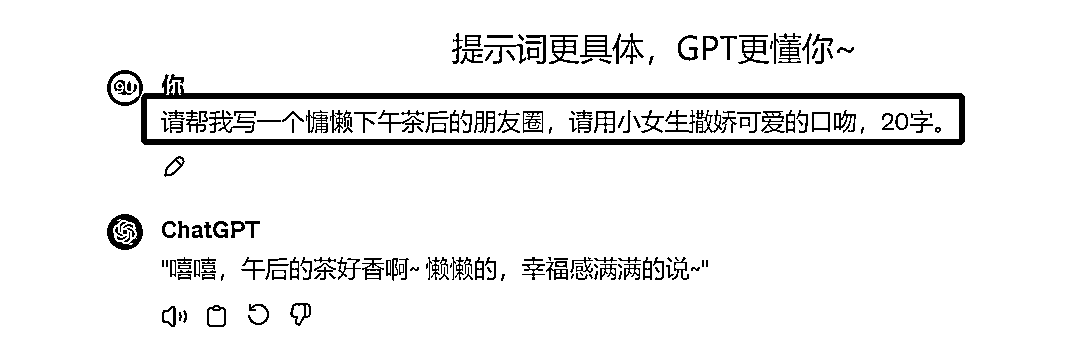 提示词更具体，GPT更懂你~
你
请帮我写一个慵懒下午茶后的朋友圈，请用小女生撒娇可爱的口吻，20字。
ChatGPT
"嘻嘻，午后的茶好香啊~ 懒懒的，幸福感满满的说~"